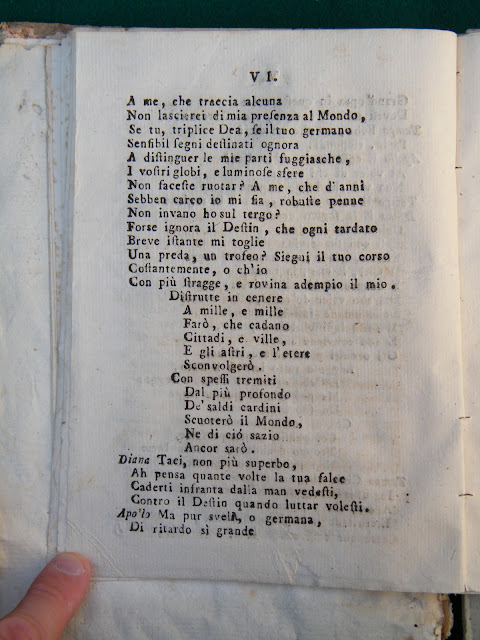 VI.
A me, che traccia alcuna
Non lascierei di mia presenza al Mondo,
Se tu, triplice Dea, se il tuo germano
Sensibil segni destinati ognora
A distinguer le mie parti fuggiasche,
I vostri globi, e luminose sfere
Non faceste ruotar? A me, che d'anni
Sebben carco io mi sia, robuste penne
Non invano ho sul tergo?
Forse ignora il Destin, che ogni tardato
Breve istante mi toglie
Una preda, un trofeo? Siegui il tuo corso
Costantemente, o ch'io
Con più stragge, e rovina adempio il mio.
Distrutte in cenere
A mille, e mille
Farò, che cadano
Cittadi, e ville,
E gli astri, e l'etere
Sconvolgerò.
Con spessi tremiti
Dal più profondo
De' saldi cardini
Scuoterò il Mondo,
Ne di ciò sazio
Ancor sarò.
Diana Taci, non più superbo,
Ah pensa quante volte la tua falce
Caderti infranta dalla man vedesti,
Contro il Destin quando luttar volesti.
Apollo Ma pur svela, o germana,
Di ritardo sì grande